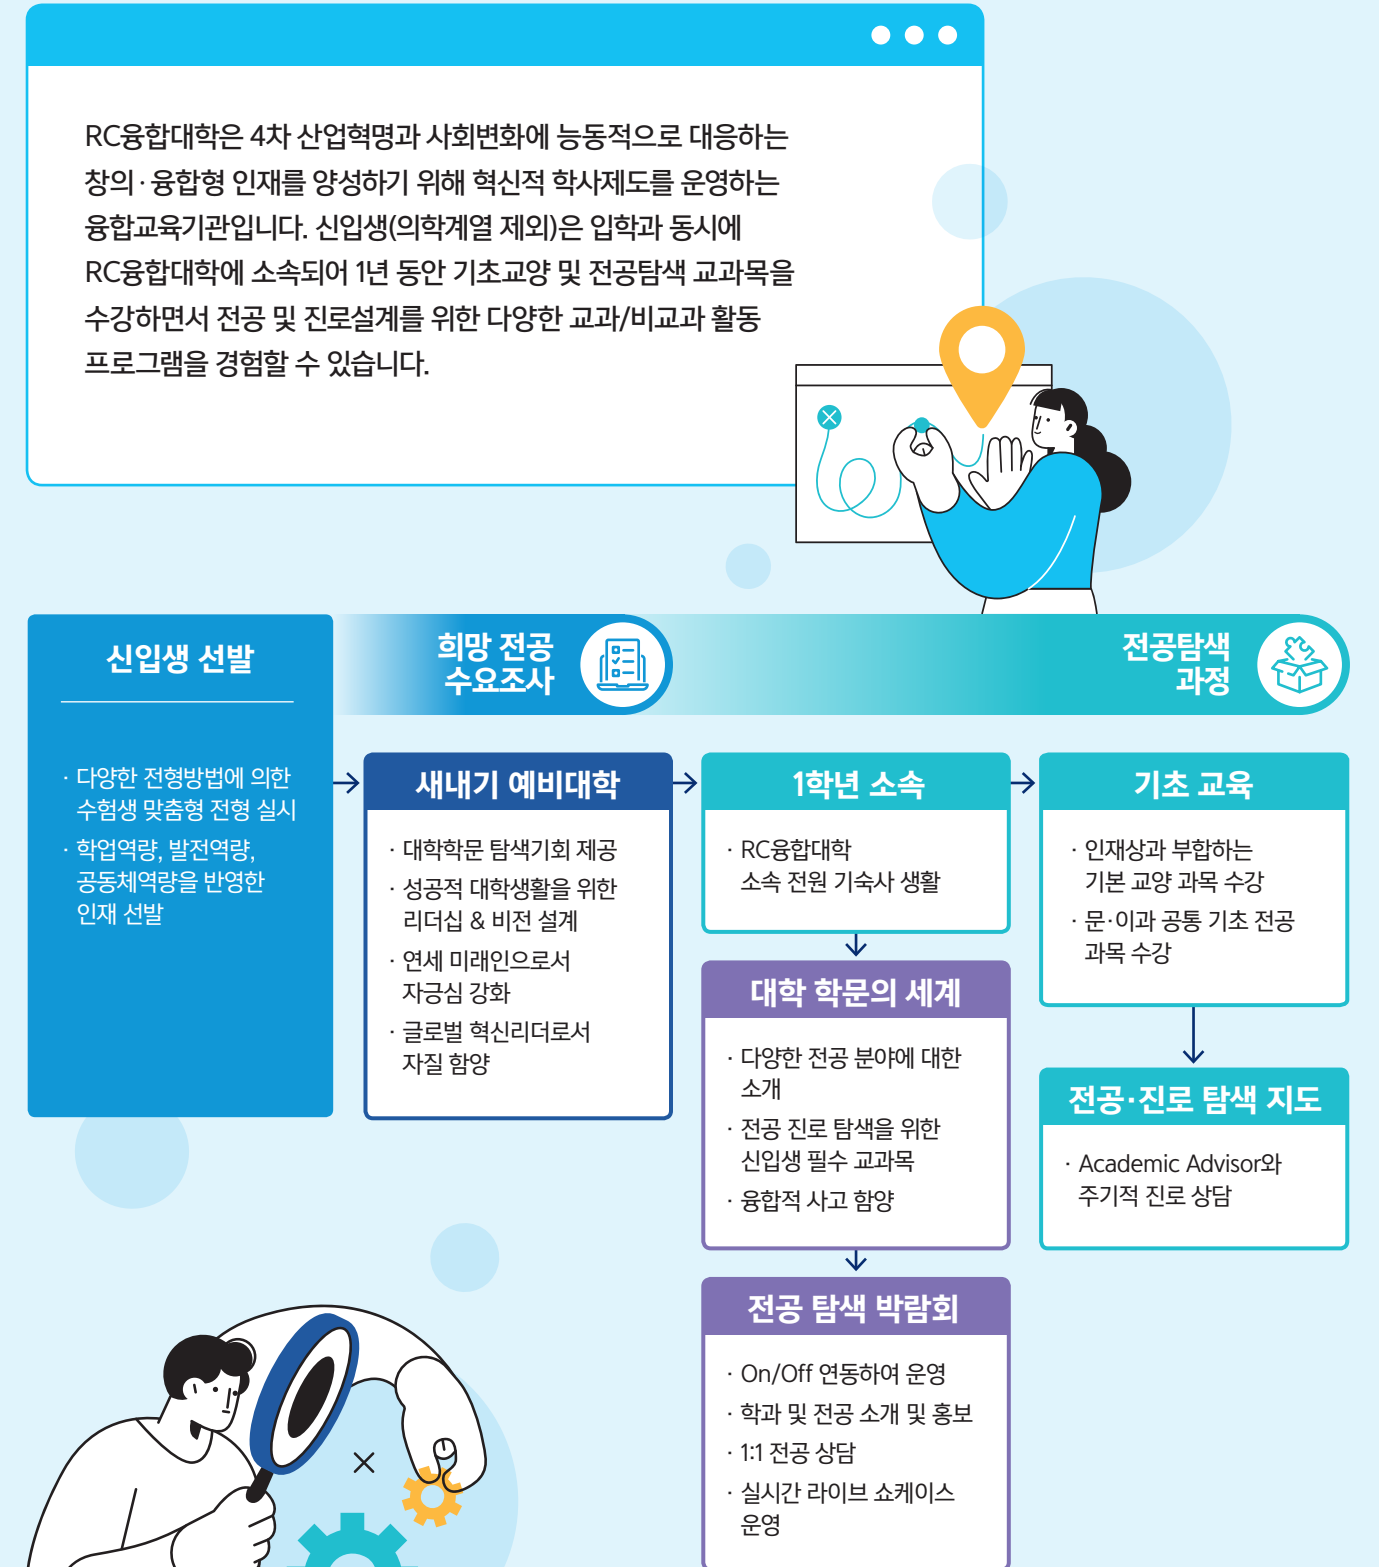 RC융합대학은 4차 산업혁명과 사회변화에 능동적으로 대응하는
창의·융합형 인재를 양성하기 위해 혁신적 학사제도를 운영하는
융합교육기관입니다. 신입생(의학계열 제외)은 입학과 동시에
RC융합대학에 소속되어 1년 동안 기초교양 및 전공탐색 교과목을
수강하면서 전공 및 진로설계를 위한 다양한 교과/비교과 활동
프로그램을 경험할 수 있습니다.
신입생 선발
· 다양한 전형방법에 의한
수험생 맞춤형 전형 실시
· 학업역량, 발전역량,
공동체역량을 반영한
인재 선발
희망 전공
수요조사
전공탐색
과정
새내기 예비대학
· 대학학문 탐색기회 제공
· 성공적 대학생활을 위한
리더십 & 비전 설계
· 연세 미래인으로서
자긍심 강화
· 글로벌 혁신리더로서
자질 함양
1학년 소속
· RC융합대학
소속 전원 기숙사 생활
대학 학문의 세계
· 다양한 전공 분야에 대한
소개
· 전공 진로 탐색을 위한
신입생 필수 교과목
· 융합적 사고 함양
전공 탐색 박람회
· On/Off 연동하여 운영
· 학과 및 전공 소개 및 홍보
· 1:1 전공 상담
· 실시간 라이브 쇼케이스
운영
기초 교육
· 인재상과 부합하는
기본 교양 과목 수강
· 문·이과 공통 기초 전공
과목 수강
전공·진로 탐색 지도
· Academic Advisor와
주기적 진로 상담